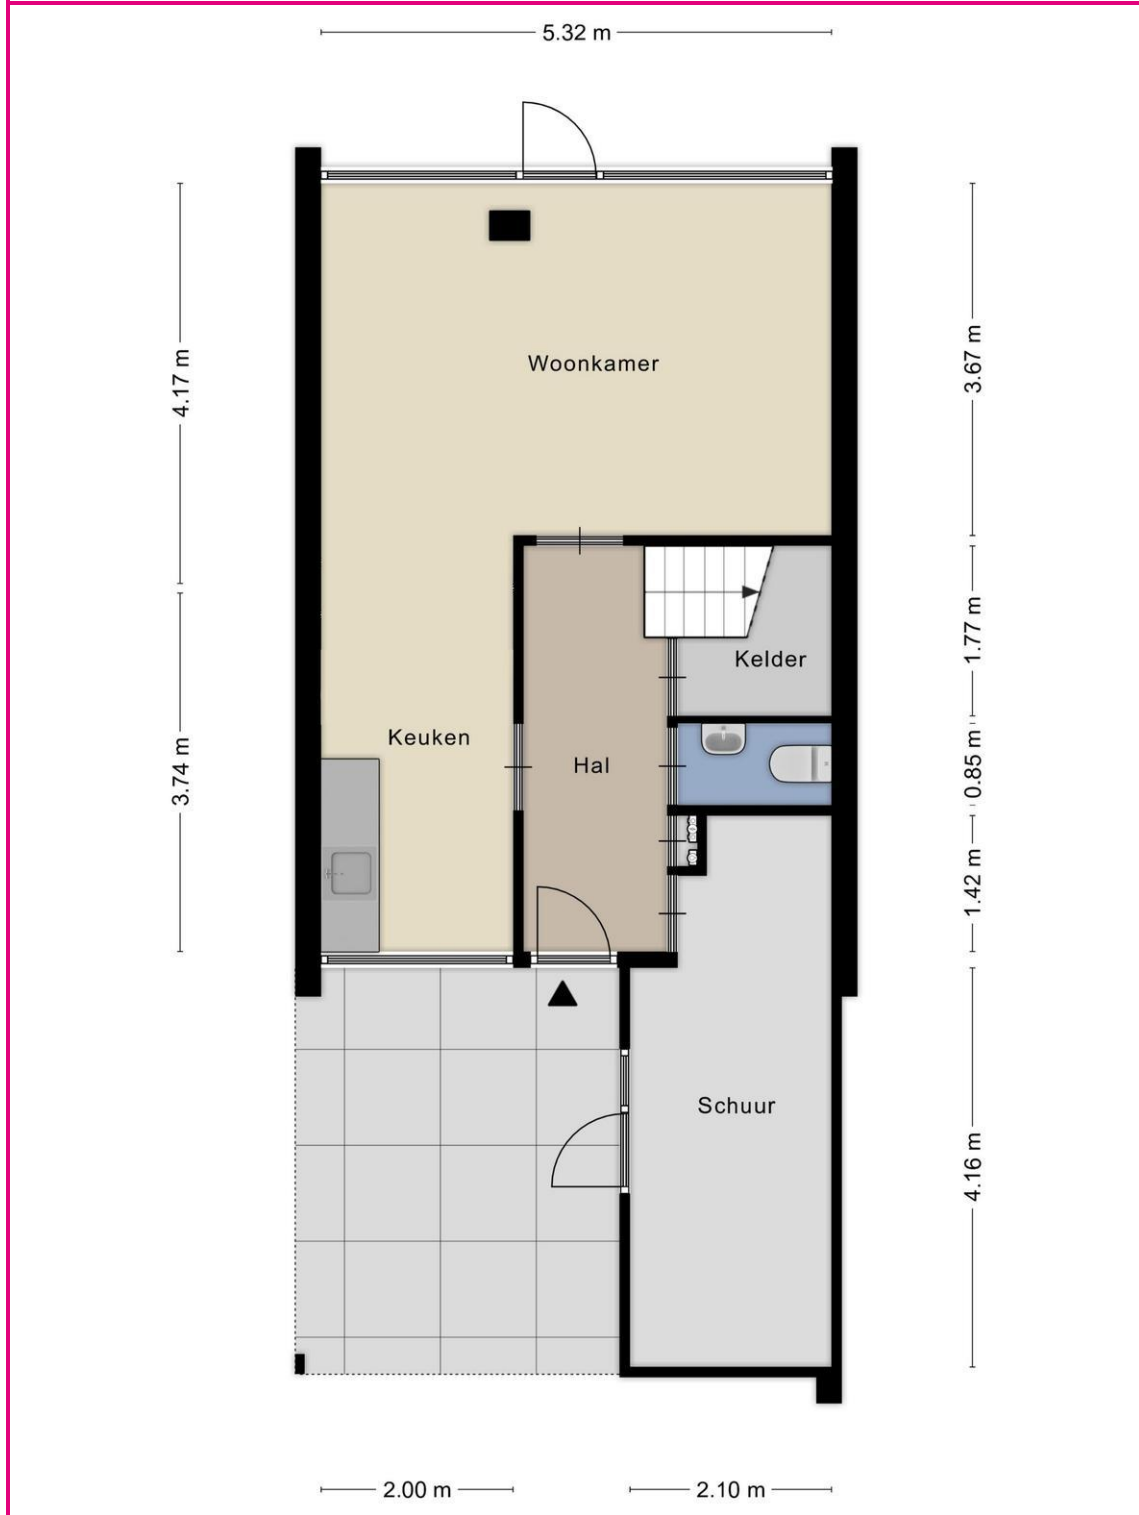 5.32 m
Woonkamer
4.17 m
3.67 m
Kelder
1.77 m
Keuken
Hal
3.74 m
0.85 m
1.42 m
Schuur
4.16 m
2.00 m
2.10 m